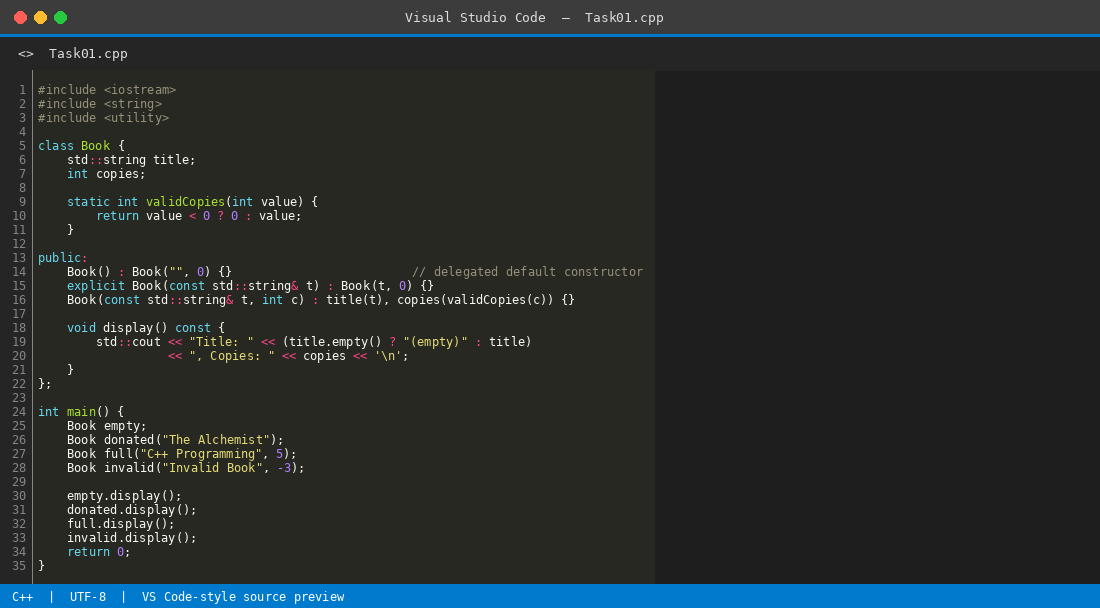 Visual Studio Code — Task01.cpp
<> Task01.cpp
1 #include <iostream>
2 #include <string>
3 #include <utility>
4
5 class Book {
6     std::string title;
7     int copies;
8
9     static int validCopies(int value) {
10         return value < 0 ? 0 : value;
11     }
12
13 public:
14     Book() : Book("", 0) {}                         // delegated default constructor
15     explicit Book(const std::string& t) : Book(t, 0) {}
16     Book(const std::string& t, int c) : title(t), copies(validCopies(c)) {}
17
18     void display() const {
19         std::cout << "Title: " << (title.empty() ? "(empty)" : title)
20                   << ", Copies: " << copies << '\n';
21     }
22 };
23
24 int main() {
25     Book empty;
26     Book donated("The Alchemist");
27     Book full("C++ Programming", 5);
28     Book invalid("Invalid Book", -3);
29
30     empty.display();
31     donated.display();
32     full.display();
33     invalid.display();
34     return 0;
35 }
C++ | UTF-8 | VS Code-style source preview